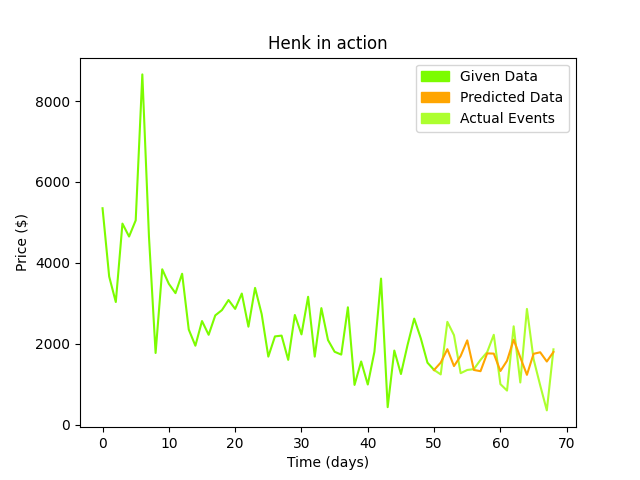 Henk in action
Given Data
Predicted Data
Actual Events
Price ($)
8000
6000
4000
2000
0
0 10 20 30 40 50 60 70
Time (days)